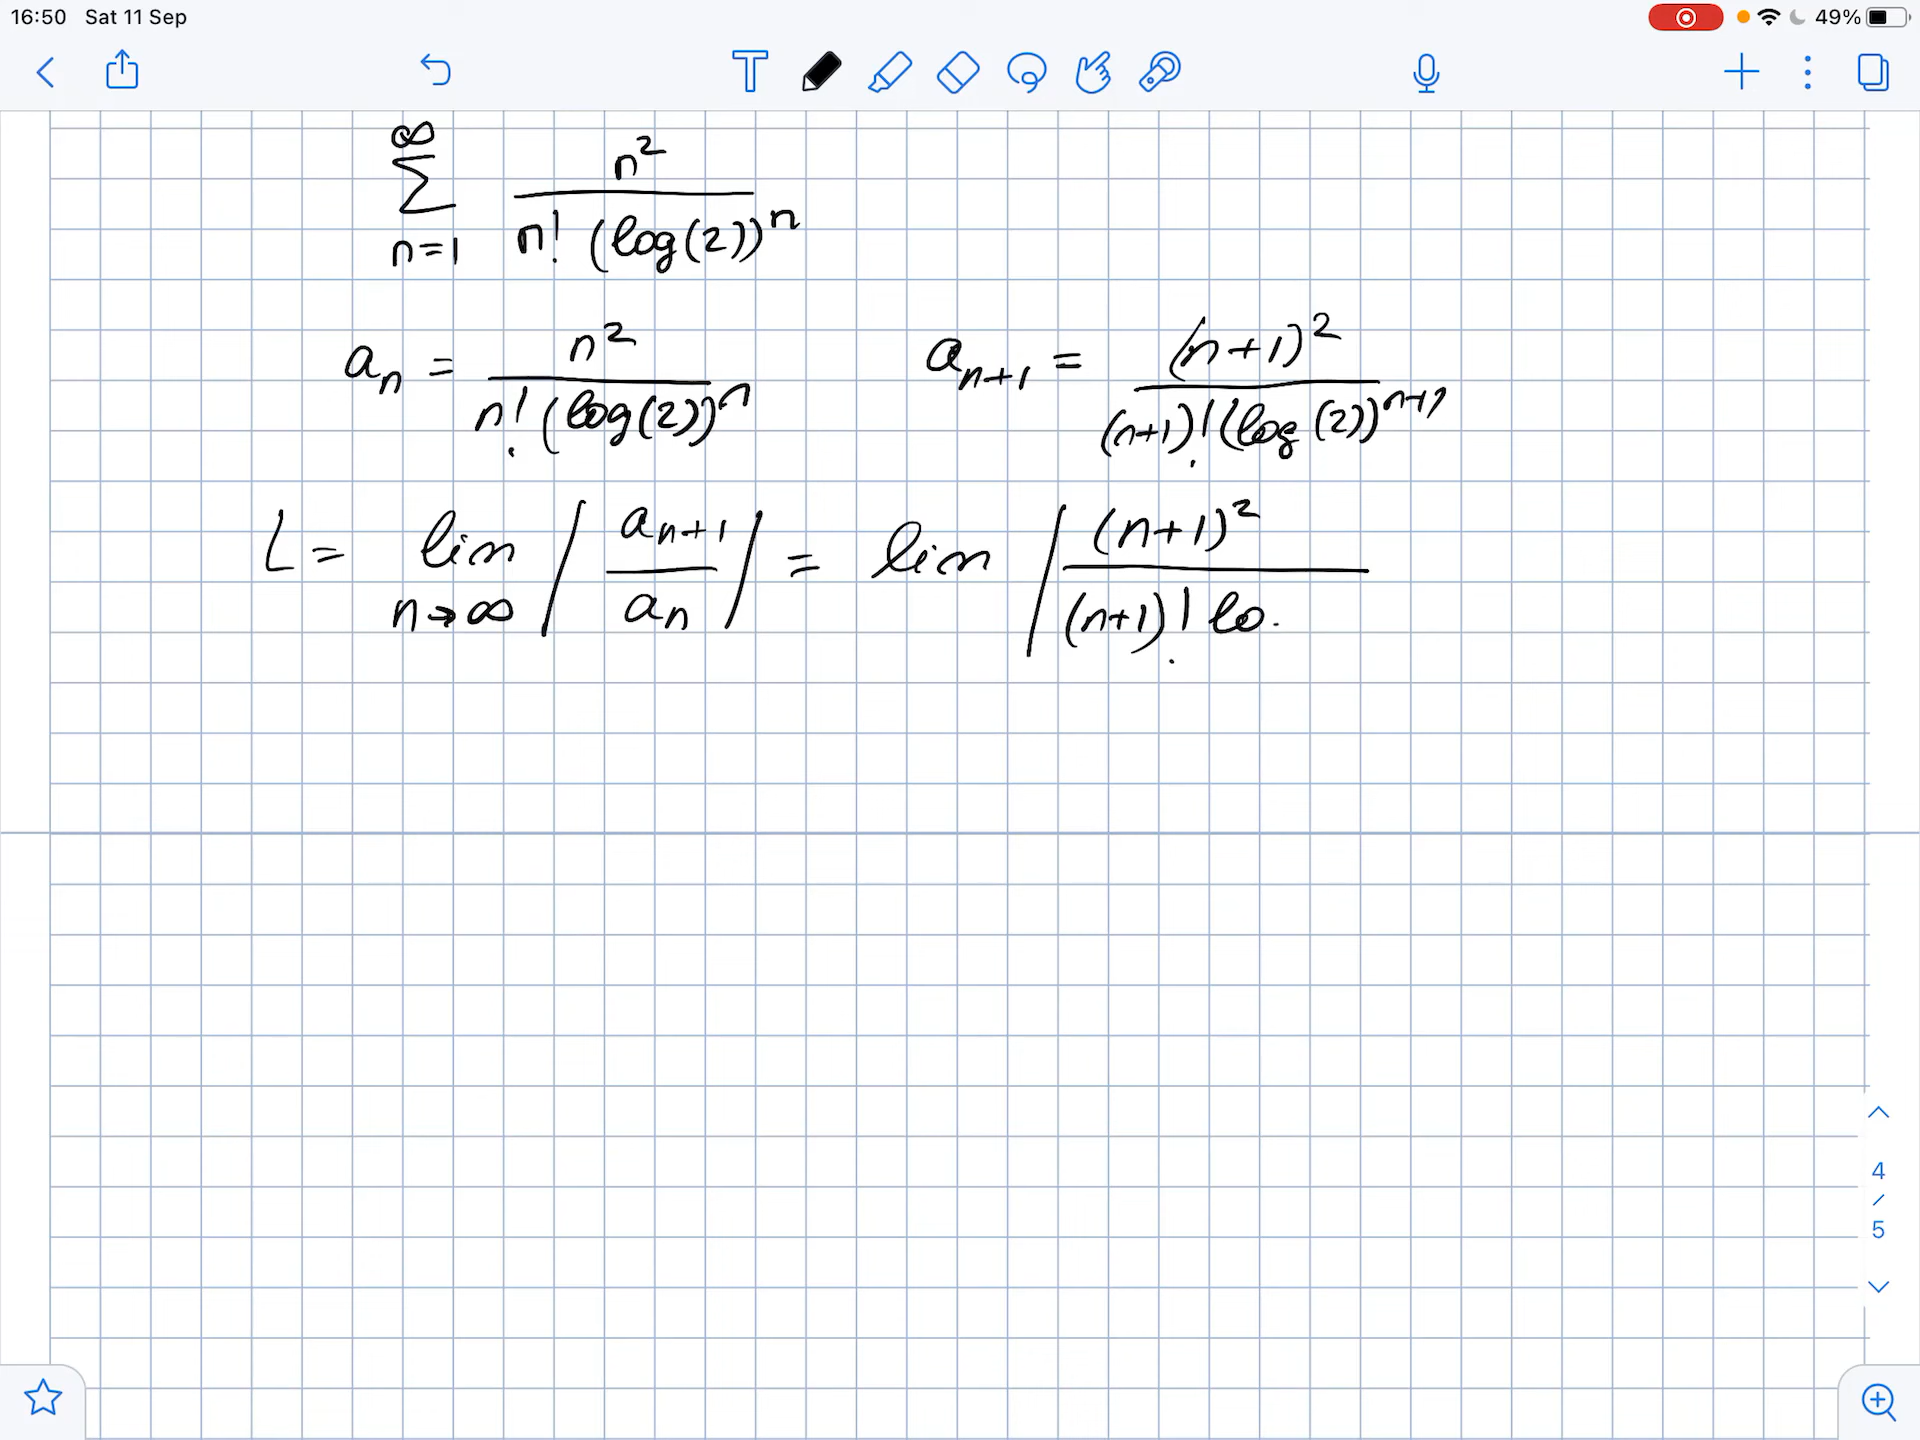 16:50 Sat 11 Sep 49%
T
∞
∑ n² / n! (log(2))ⁿ
n=1
aₙ = n² / n! (log(2))ⁿ aₙ₊₁ = (n+1)² / (n+1)! (log(2))ⁿ⁺¹
L = lim n→∞ | aₙ₊₁ / aₙ | = lim | (n+1)² / (n+1)! lo.
4
/
5